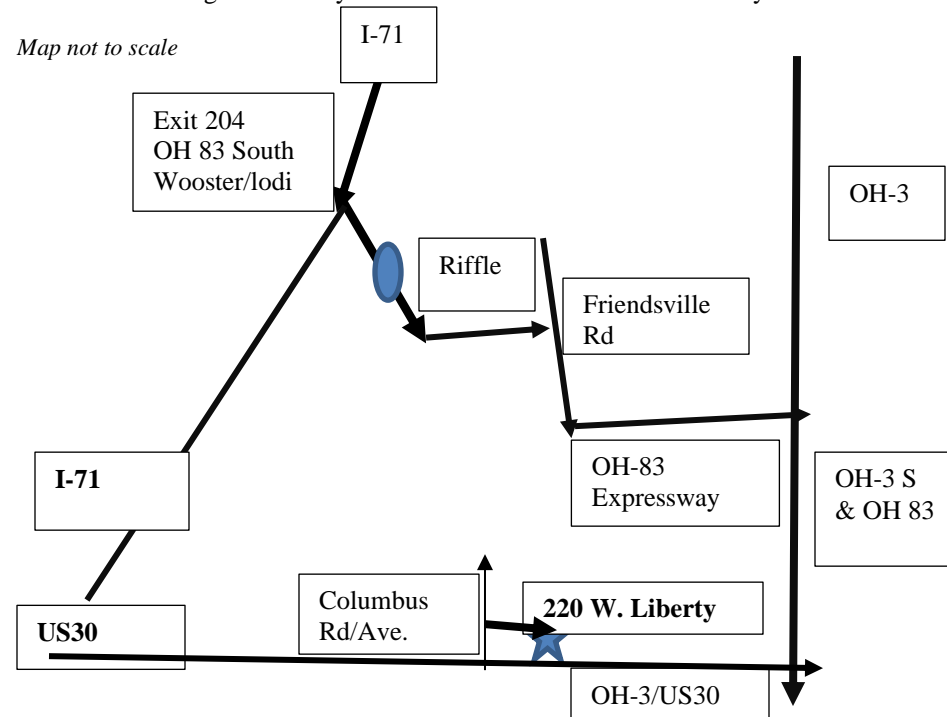 Map not to scale
I-71
Exit 204
OH 83 South
Wooster/lodi
OH-3
Riffle
Friendsville
Rd
I-71
OH-83
Expressway
OH-3 S
& OH 83
Columbus
Rd/Ave.
220 W. Liberty
US30
OH-3/US30